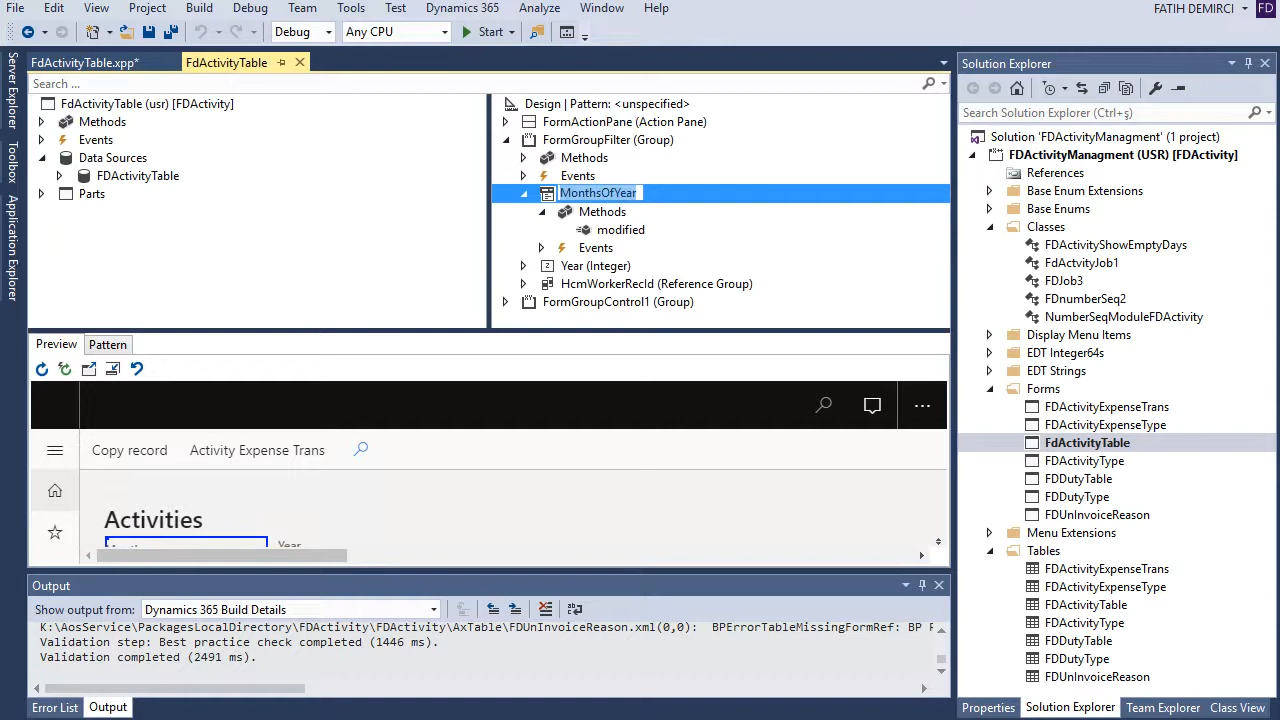 File Edit View Project Build Debug Team Tools Test Dynamics 365 Analyze Window Help FATIH DEMIRCI FD
Debug Any CPU Start
Server Explorer
Toolbox
Application Explorer
FdActivityTable.xpp* FdActivityTable
Search ...
FdActivityTable (usr) [FDActivity]
Methods
Events
Data Sources
FDActivityTable
Parts
Design | Pattern: <unspecified>
FormActionPane (Action Pane)
FormGroupFilter (Group)
Methods
Events
MonthsOfYear
Methods
modified
Events
Year (Integer)
HcmWorkerRecId (Reference Group)
FormGroupControl1 (Group)
Preview Pattern
Copy record Activity Expense Trans
Activities
Year
Output
Show output from: Dynamics 365 Build Details
K:\AosService\PackagesLocalDirectory\FDActivity\FDActivity\AxTable\FDUnInvoiceReason.xml(0,0): BPErrorTableMissingFormRef: BP
Validation step: Best practic check completed (1446 ms).
Validation completed (2491 ms).
Error List Output
Solution Explorer
Search Solution Explorer (Ctrl+ş)
Solution 'FDActivityManagment' (1 project)
FDActivityManagment (USR) [FDActivity]
References
Base Enum Extensions
Base Enums
Classes
FDActivityShowEmptyDays
FdActvityJob1
FDJob3
FDnumberSeq2
NumberSeqModuleFDActivity
Display Menu Items
EDT Integer64s
EDT Strings
Forms
FDActivityExpenseTrans
FDActivityExpenseType
FdActivityTable
FDActivityType
FDDutyTable
FDDutyType
FDUnInvoiceReason
Menu Extensions
Tables
FDActivityExpenseTrans
FDActivityExpenseType
FDActivityTable
FDActivityType
FDDutyTable
FDDutyType
FDUnInvoiceReason
Properties Solution Explorer Team Explorer Class View